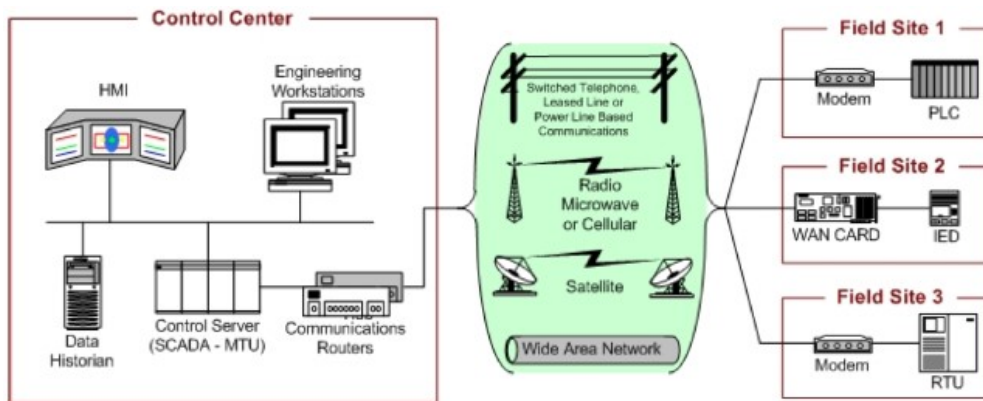 Control Center
HMI
Engineering
Workstations
Data
Historian
Control Server
(SCADA - MTU)
Communications
Routers
Switched Telephone,
Leased Line or
Power Line Based
Communications
Radio
Microwave
or Cellular
Satellite
Wide Area Network
Field Site 1
Modem
PLC
Field Site 2
WAN CARD
IED
Field Site 3
Modem
RTU